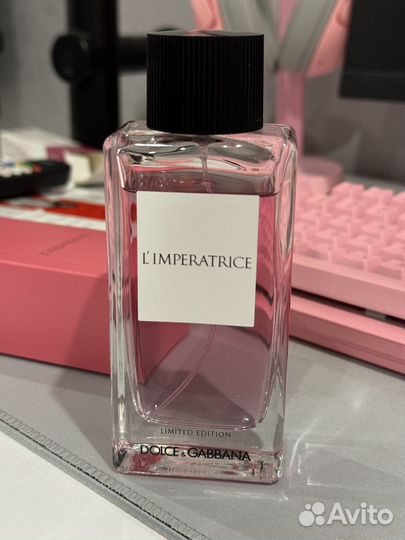 L'IMPERATRICE
LIMITED EDITION
DOLCE & GABBANA
Avito